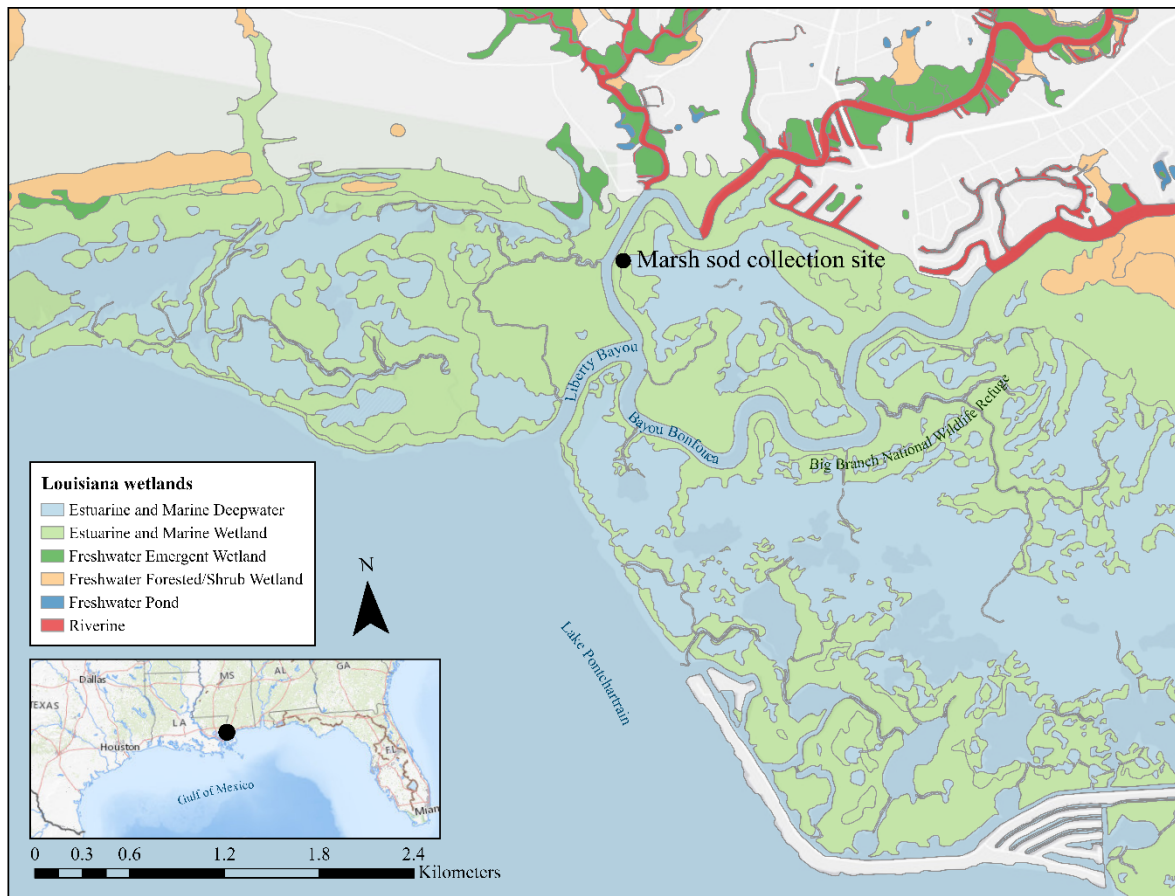 Marsh sod collection site
Liberty Bayou
Bayou Bonfouca
Big Branch National Wildlife Refuge
Lake Pontchartrain
Louisiana wetlands
Estuarine and Marine Deepwater
Estuarine and Marine Wetland
Freshwater Emergent Wetland
Freshwater Forested/Shrub Wetland
Freshwater Pond
Riverine
N
Dallas
MS
AL
GA
TEXAS
LA
Houston
FL
Gulf of Mexico
Miam
0 0.3 0.6 1.2 1.8 2.4
Kilometers